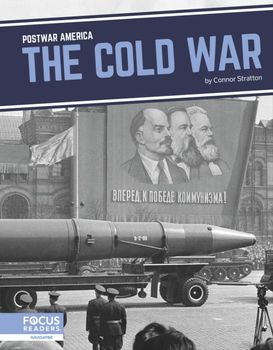 POSTWAR AMERICA
THE COLD WAR
by Connor Stratton
ВПЕРЕД, К ПОБЕДЕ КОММУНИЗМА!
FOCUS
READERS
NAVIGATOR